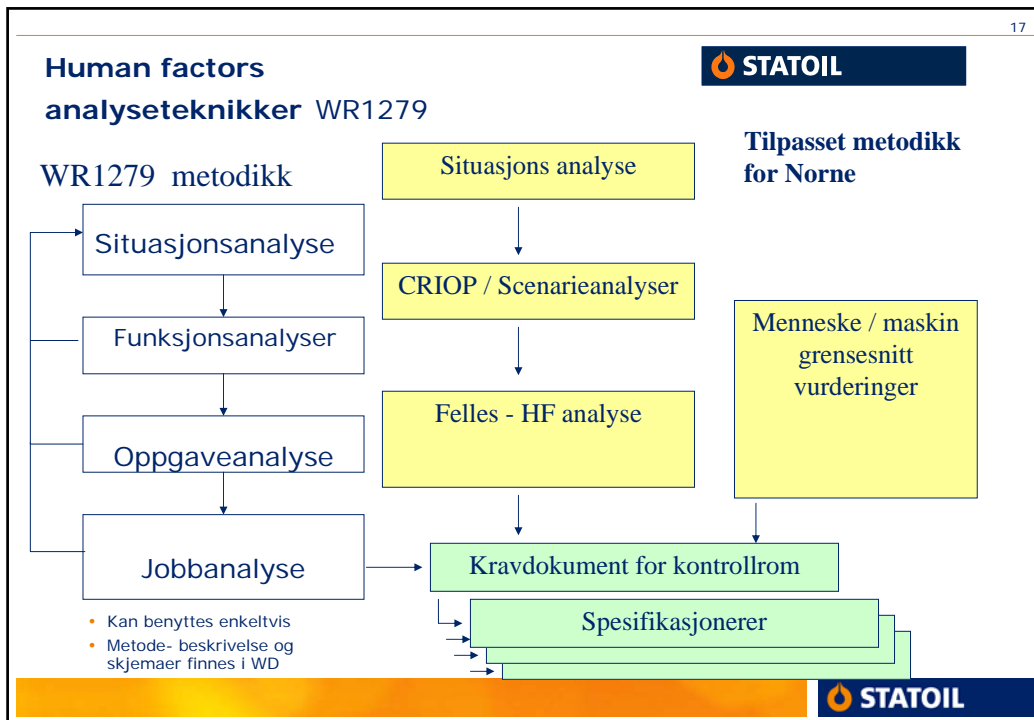 17
Human factors
analyseteknikker WR1279
STATOIL
Tilpasset metodikk
for Norne
WR1279 metodikk
Situasjonsanalyse
Funksjonsanalyser
Oppgaveanalyse
Jobbanalyse
• Kan benyttes enkeltvis
• Metode- beskrivelse og
skjemaer finnes i WD
Situasjons analyse
CRIOP / Scenarieanalyser
Felles - HF analyse
Menneske / maskin
grensesnitt
vurderinger
Kravdokument for kontrollrom
Spesifikasjonerer
STATOIL